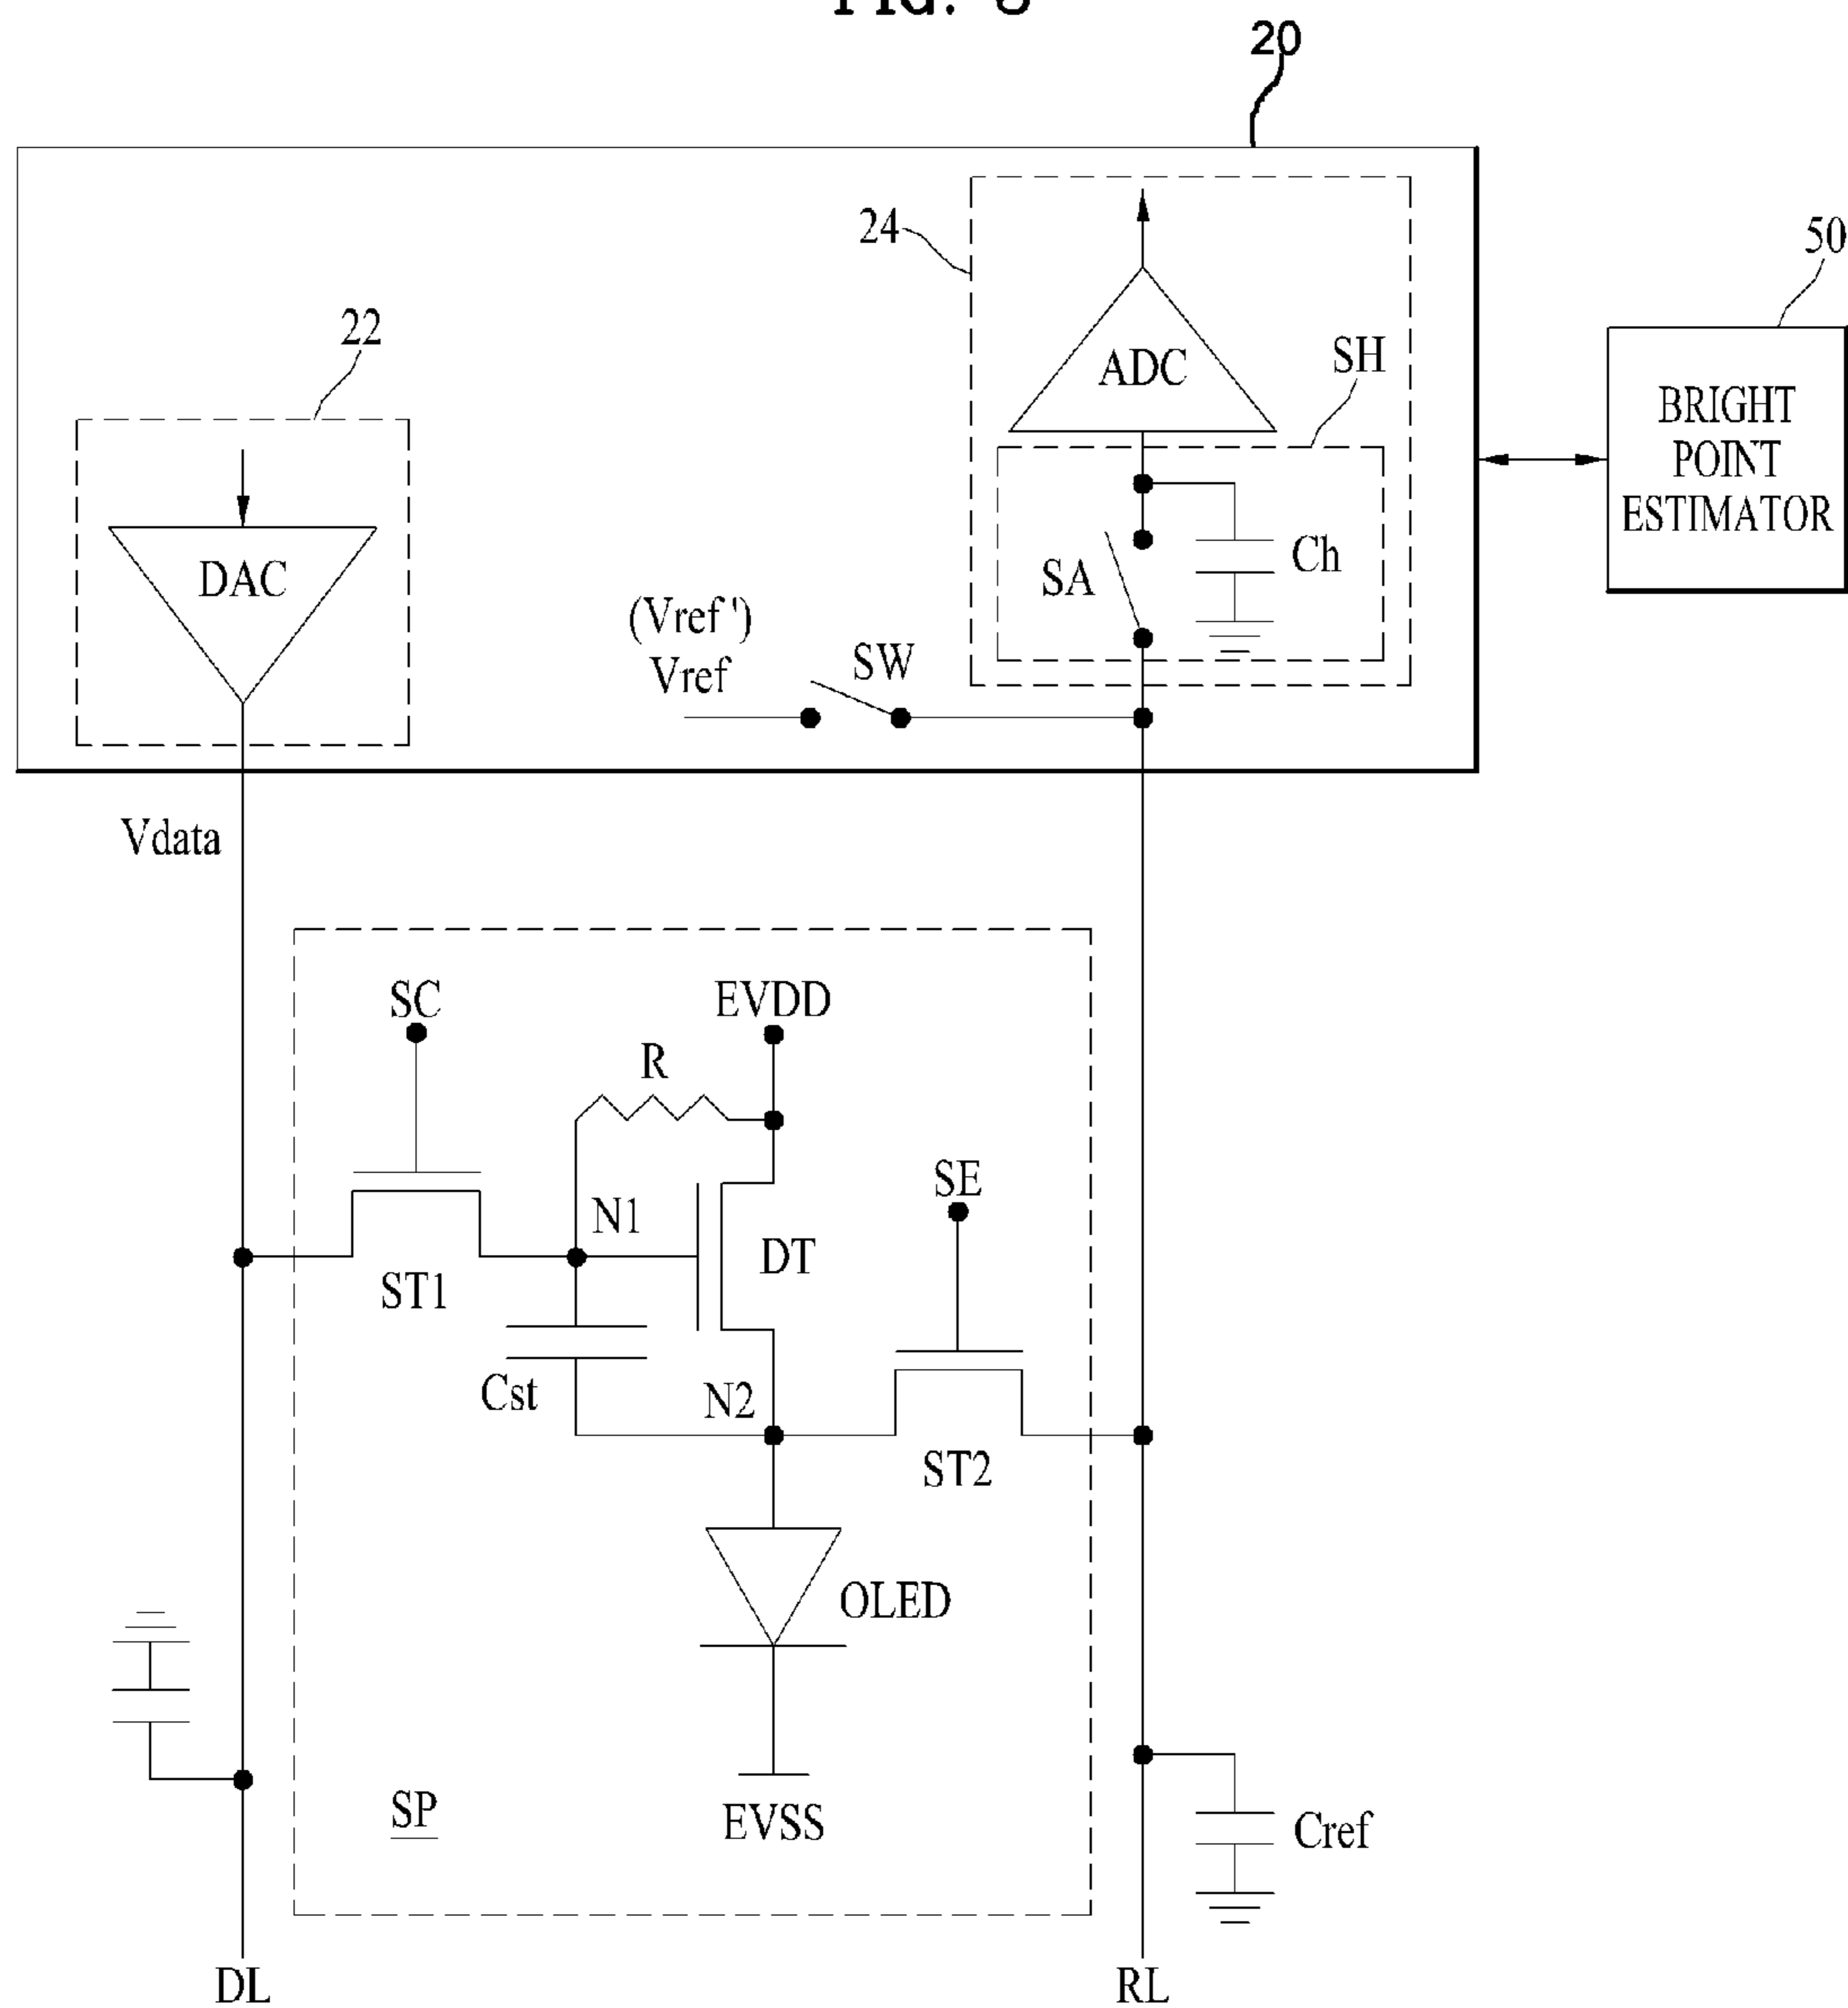 20
24
50
22
SH
ADC
BRIGHT
POINT
ESTIMATOR
DAC
SA
Ch
(Vref')
Vref
SW
Vdata
SC
EVDD
R
SE
N1
DT
ST1
Cst
N2
ST2
OLED
SP
EVSS
Cref
DL
RL